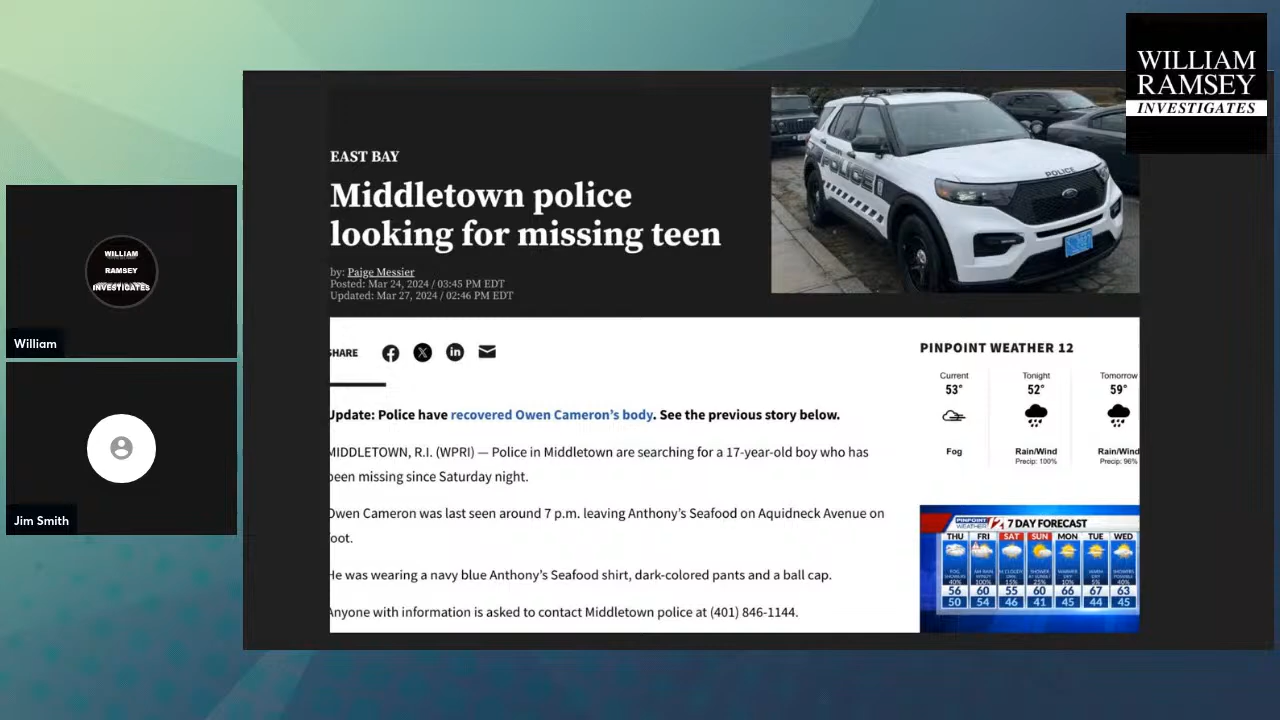 WILLIAM
RAMSEY
INVESTIGATES
EAST BAY
Middletown police
looking for missing teen
by: Paige Messier
Posted: Mar 24, 2024 / 03:45 PM EDT
Updated: Mar 27, 2024 / 02:46 PM EDT
POLICE
POLICE
WILLIAM
RAMSEY
INVESTIGATES
William
Jim Smith
SHARE
Update: Police have recovered Owen Cameron's body. See the previous story below.
MIDDLETOWN, R.I. (WPRI) — Police in Middletown are searching for a 17-year-old boy who has
been missing since Saturday night.
Owen Cameron was last seen around 7 p.m. leaving Anthony's Seafood on Aquidneck Avenue on
foot.
He was wearing a navy blue Anthony's Seafood shirt, dark-colored pants and a ball cap.
Anyone with information is asked to contact Middletown police at (401) 846-1144.
PINPOINT WEATHER 12
Current Tonight Tomorrow
53° 52° 59°
Fog Rain/Wind Rain/Wind
Precip: 100% Precip: 96%
PINPOINT WEATHER 12 7 DAY FORECAST
THU FRI SAT SUN MON TUE WED
56 60 55 60 66 67 63
50 54 46 41 45 44 45